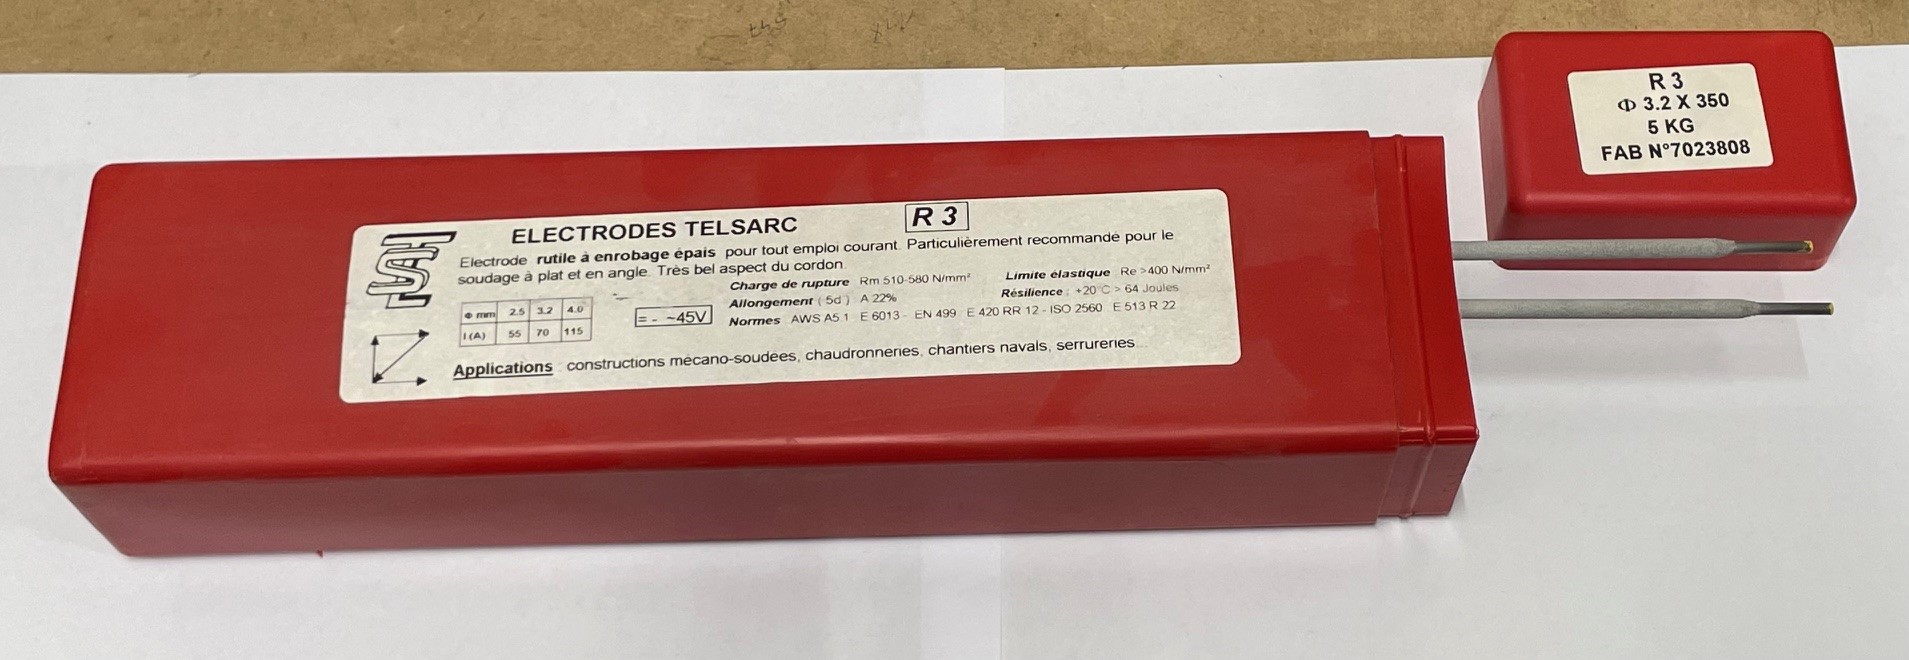 R 3
Φ 3.2 X 350
5 KG
FAB N°7023808
TSL
ELECTRODES TELSARC R 3
Electrode rutile à enrobage épais pour tout emploi courant. Particulièrement recommandé pour le
soudage à plat et en angle. Très bel aspect du cordon.
Charge de rupture Rm 510-580 N/mm² Limite élastique Re >400 N/mm²
Allongement (5d) A 22% Résilience : +20°C > 64 Joules
Normes AWS A5.1 E 6013 - EN 499 E 420 RR 12 - ISO 2560 E 513 R 22
Φ mm 2.5 3.2 4.0
I (A) 55 70 115
= - ~45V
Applications : constructions mécano-soudées, chaudronneries, chantiers navals, serrureries...